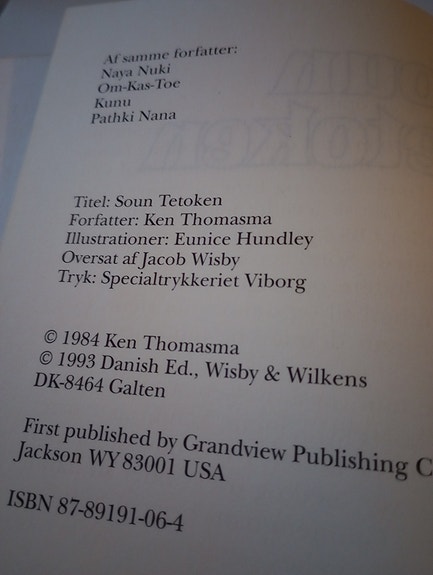 Af samme forfatter:
Naya Nuki
Om-Kas-Toe
Kunu
Pathki Nana
Titel: Soun Tetoken
Forfatter: Ken Thomasma
Illustrationer: Eunice Hundley
Oversat af Jacob Wisby
Tryk: Specialtrykkeriet Viborg
© 1984 Ken Thomasma
© 1993 Danish Ed., Wisby & Wilkens
DK-8464 Galten
First published by Grandview Publishing C
Jackson WY 83001 USA
ISBN 87-89191-06-4